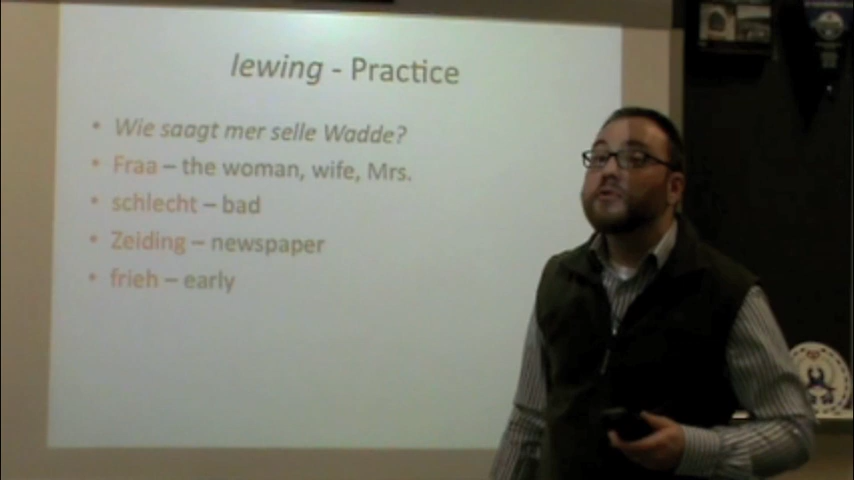 Iewing - Practice
• Wie saagt mer selle Wadde?
• Fraa – the woman, wife, Mrs.
• schlecht – bad
• Zeiding – newspaper
• frieh – early